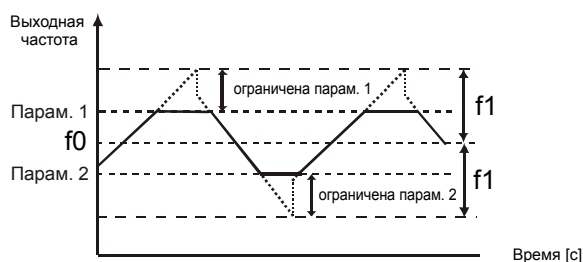 Выходная
частота
ограничена парам. 1
Парам. 1
f1
f0
Парам. 2
f1
ограничена парам. 2
Время [с]